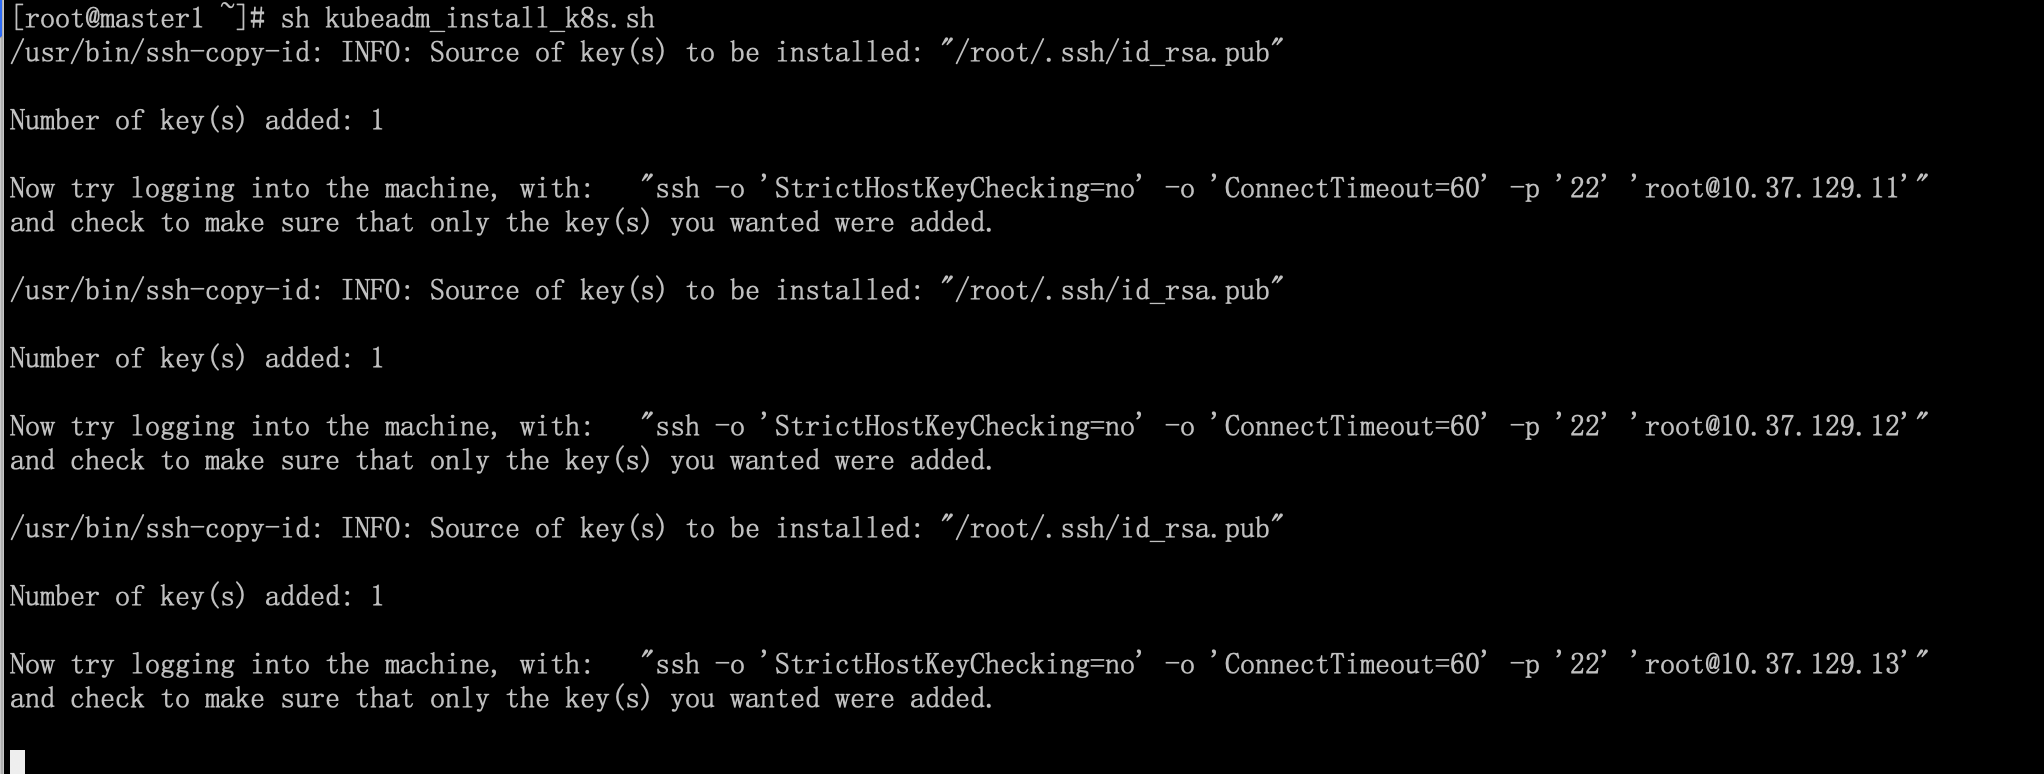 [root@master1 ~]# sh kubeadm_install_k8s.sh
/usr/bin/ssh-copy-id: INFO: Source of key(s) to be installed: "/root/.ssh/id_rsa.pub"
Number of key(s) added: 1
Now try logging into the machine, with:   "ssh -o 'StrictHostKeyChecking=no' -o 'ConnectTimeout=60' -p '22' 'root@10.37.129.11'"
and check to make sure that only the key(s) you wanted were added.
/usr/bin/ssh-copy-id: INFO: Source of key(s) to be installed: "/root/.ssh/id_rsa.pub"
Number of key(s) added: 1
Now try logging into the machine, with:   "ssh -o 'StrictHostKeyChecking=no' -o 'ConnectTimeout=60' -p '22' 'root@10.37.129.12'"
and check to make sure that only the key(s) you wanted were added.
/usr/bin/ssh-copy-id: INFO: Source of key(s) to be installed: "/root/.ssh/id_rsa.pub"
Number of key(s) added: 1
Now try logging into the machine, with:   "ssh -o 'StrictHostKeyChecking=no' -o 'ConnectTimeout=60' -p '22' 'root@10.37.129.13'"
and check to make sure that only the key(s) you wanted were added.